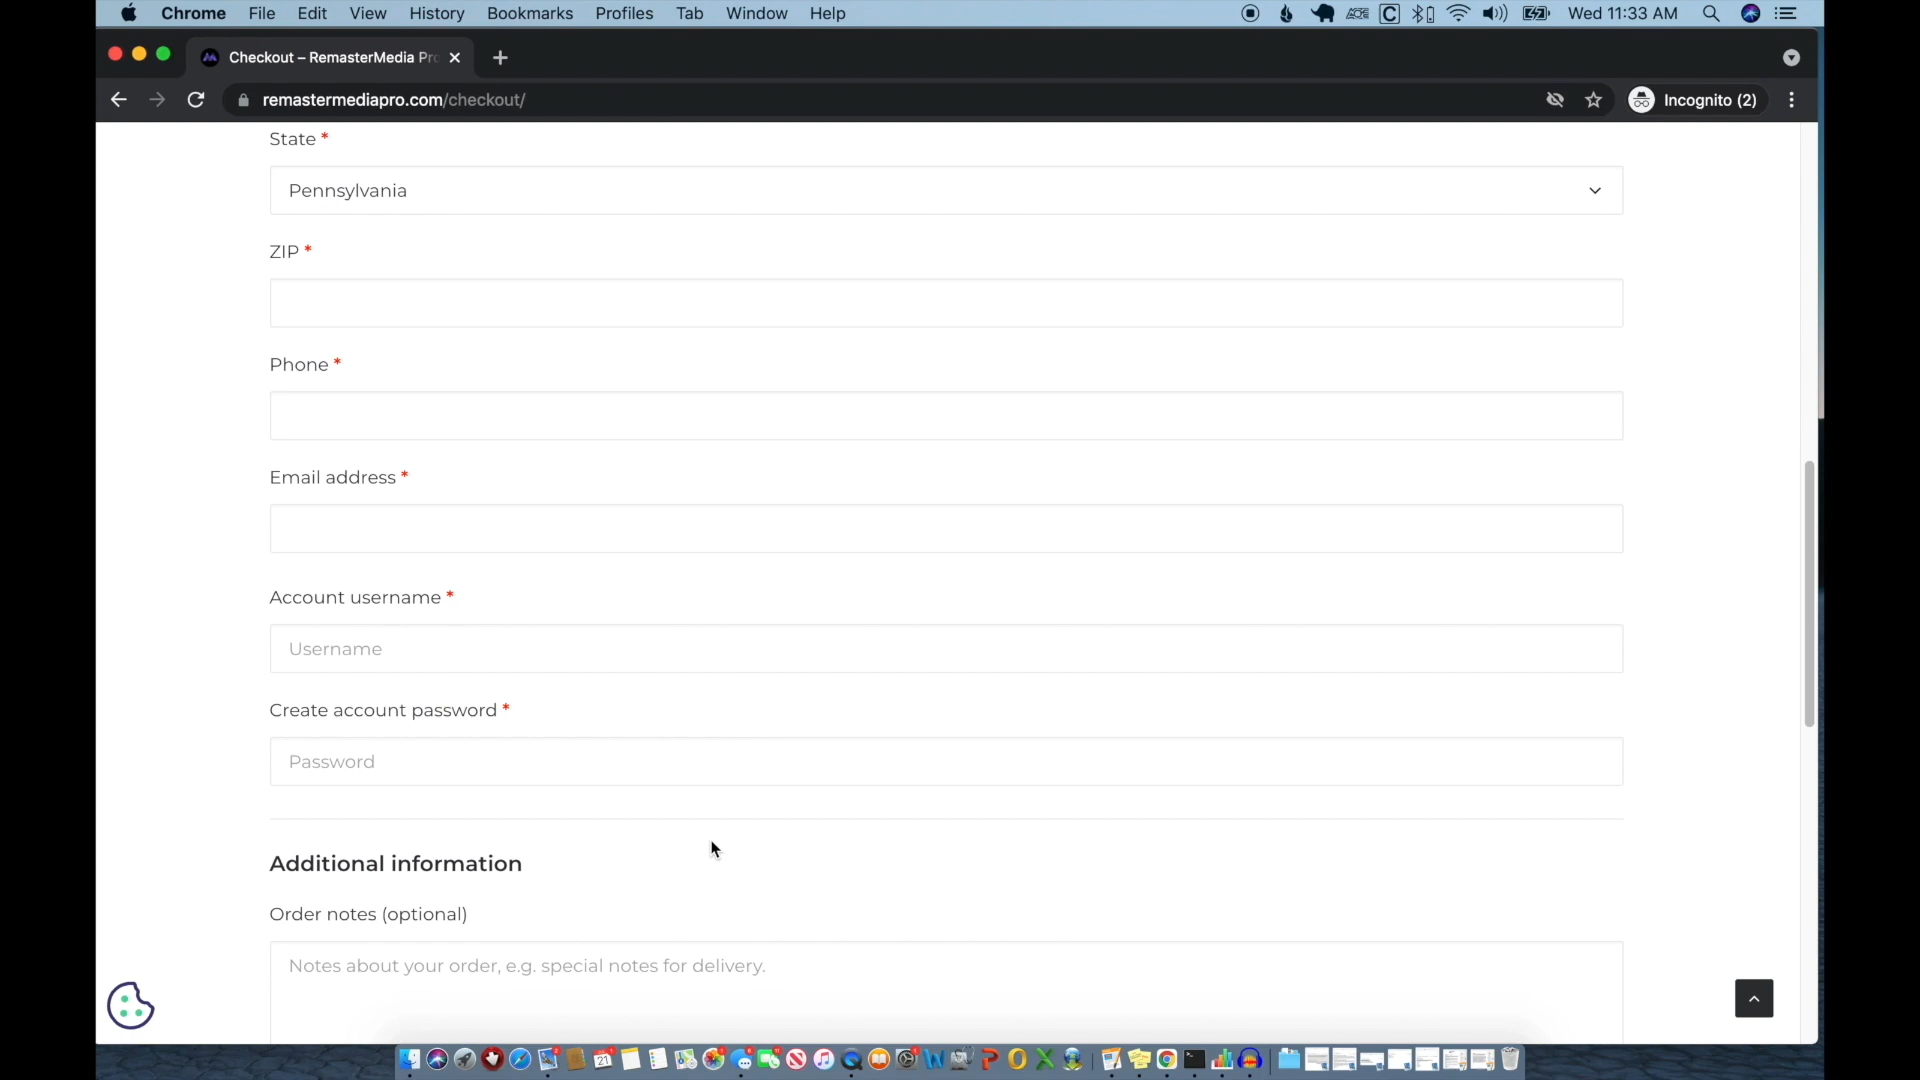 Chrome File Edit View History Bookmarks Profiles Tab Window Help Wed 11:33 AM
Checkout – RemasterMedia Pro
remastermediapro.com/checkout/ Incognito (2)
State *
Pennsylvania
ZIP *
Phone *
Email address *
Account username *
Username
Create account password *
Password
Additional information
Order notes (optional)
Notes about your order, e.g. special notes for delivery.